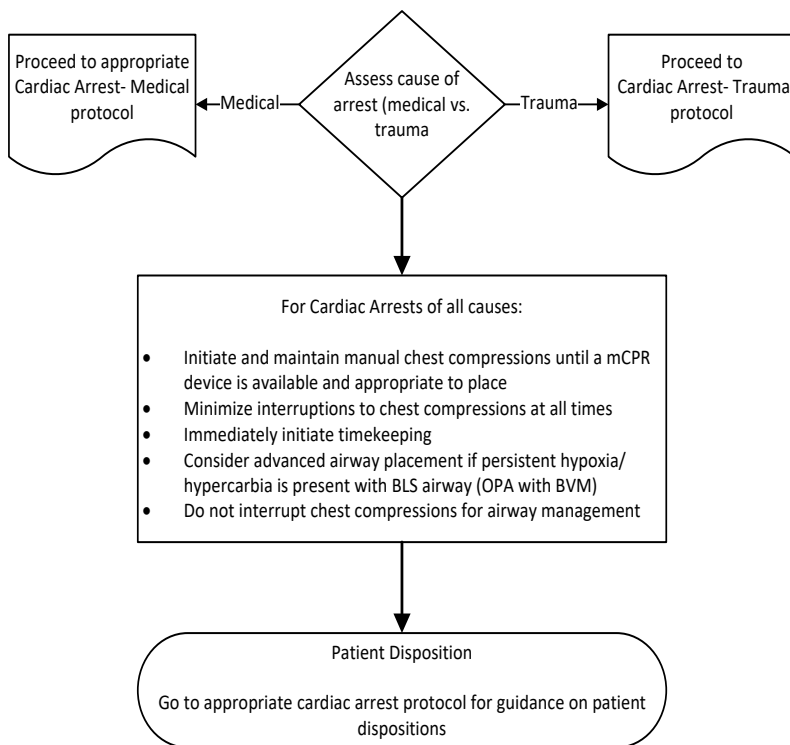 Proceed to appropriate
Cardiac Arrest- Medical
protocol
Medical
Assess cause of
arrest (medical vs.
trauma
Trauma
Proceed to
Cardiac Arrest- Trauma
protocol
For Cardiac Arrests of all causes:
• Initiate and maintain manual chest compressions until a mCPR
device is available and appropriate to place
• Minimize interruptions to chest compressions at all times
• Immediately initiate timekeeping
• Consider advanced airway placement if persistent hypoxia/
hypercarbia is present with BLS airway (OPA with BVM)
• Do not interrupt chest compressions for airway management
Patient Disposition
Go to appropriate cardiac arrest protocol for guidance on patient
dispositions